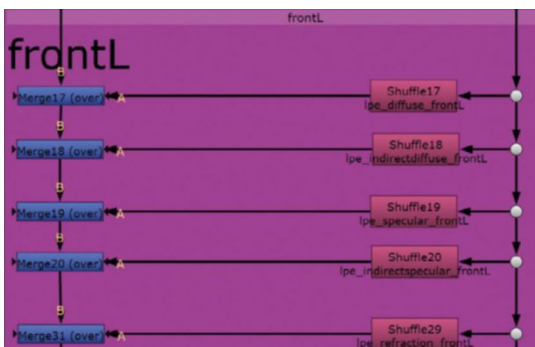 frontL
frontL
B
Merge17 (over)
A
Shuffle17
lpe_diffuse_frontL
B
Merge18 (over)
A
Shuffle18
lpe_indirectdiffuse_frontL
B
Merge19 (over)
A
Shuffle19
lpe_specular_frontL
B
Merge20 (over)
A
Shuffle20
lpe_indirectspecular_frontL
B
Merge31 (over)
A
Shuffle29
lpe_refraction_frontL